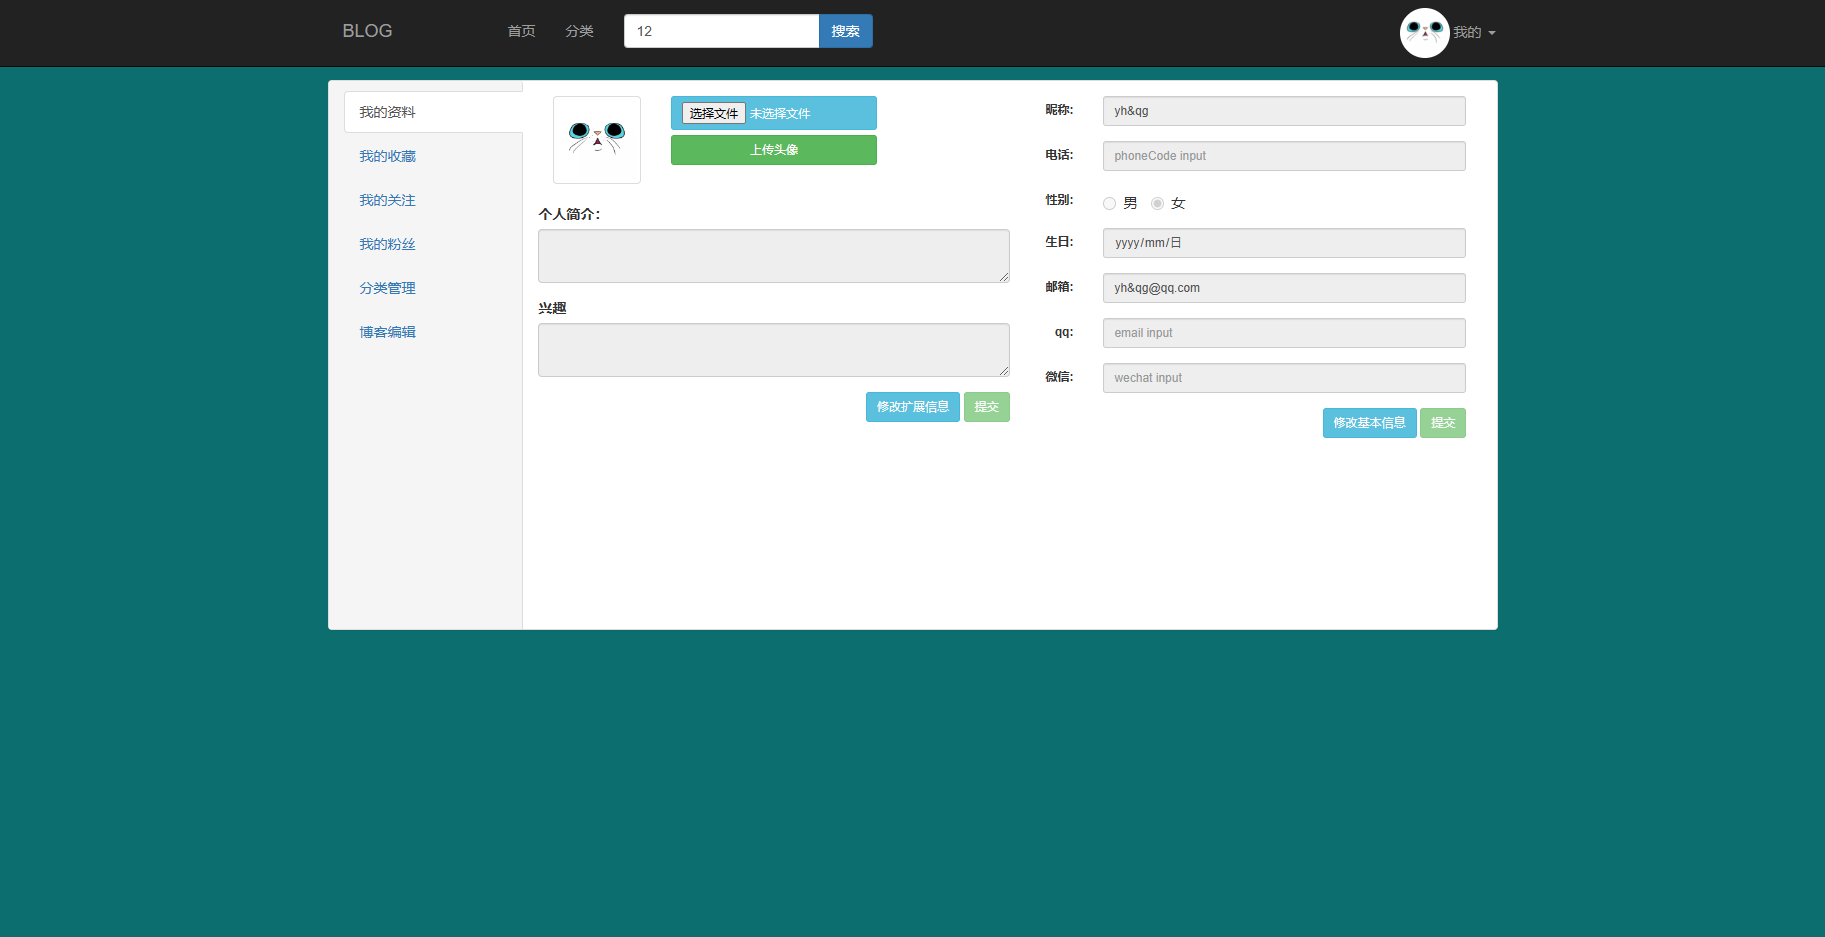 BLOG 首页 分类 12 搜索 我的
我的资料
我的收藏
我的关注
我的粉丝
分类管理
博客编辑
选择文件 未选择文件
上传头像
个人简介:
兴趣
修改扩展信息 提交
昵称: yh&qg
电话: phoneCode input
性别: 男 女
生日: yyyy/mm/日
邮箱: yh&qg@qq.com
qq: email input
微信: wechat input
修改基本信息 提交